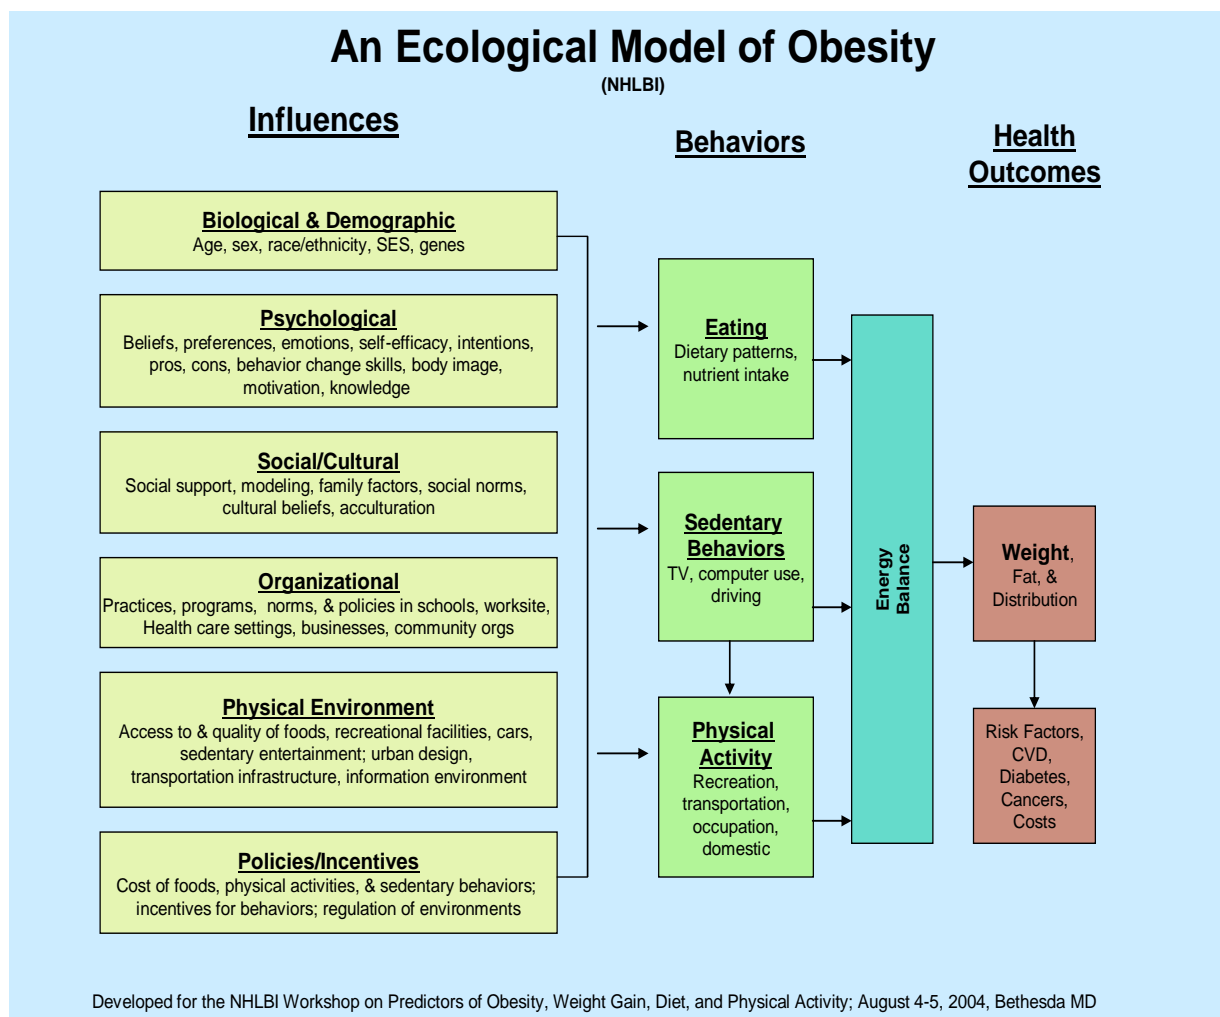 An Ecological Model of Obesity
(NHLBI)
Influences
Behaviors
Health
Outcomes
Biological & Demographic
Age, sex, race/ethnicity, SES, genes
Psychological
Beliefs, preferences, emotions, self-efficacy, intentions,
pros, cons, behavior change skills, body image,
motivation, knowledge
Social/Cultural
Social support, modeling, family factors, social norms,
cultural beliefs, acculturation
Organizational
Practices, programs, norms, & policies in schools, worksite,
Health care settings, businesses, community orgs
Physical Environment
Access to & quality of foods, recreational facilities, cars,
sedentary entertainment; urban design,
transportation infrastructure, information environment
Policies/Incentives
Cost of foods, physical activities, & sedentary behaviors;
incentives for behaviors; regulation of environments
Eating
Dietary patterns,
nutrient intake
Sedentary
Behaviors
TV, computer use,
driving
Physical
Activity
Recreation,
transportation,
occupation,
domestic
Energy
Balance
Weight,
Fat, &
Distribution
Risk Factors,
CVD,
Diabetes,
Cancers,
Costs
Developed for the NHLBI Workshop on Predictors of Obesity, Weight Gain, Diet, and Physical Activity; August 4-5, 2004, Bethesda MD